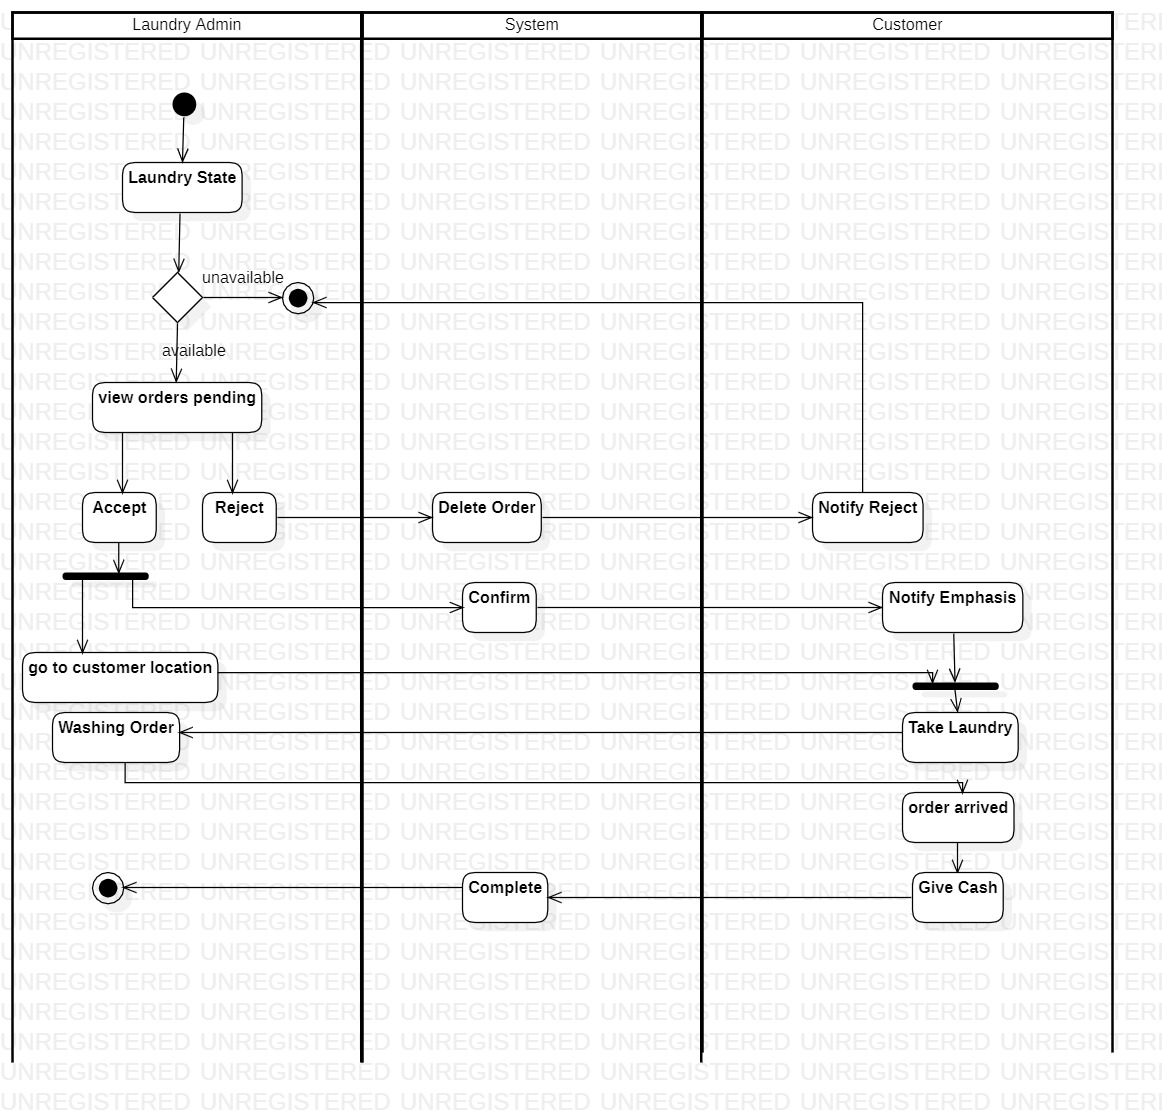 Laundry Admin
System
Customer
Laundry State
unavailable
available
view orders pending
Accept
Reject
Delete Order
Notify Reject
Confirm
Notify Emphasis
go to customer location
Washing Order
Take Laundry
order arrived
Complete
Give Cash
UNREGISTERED